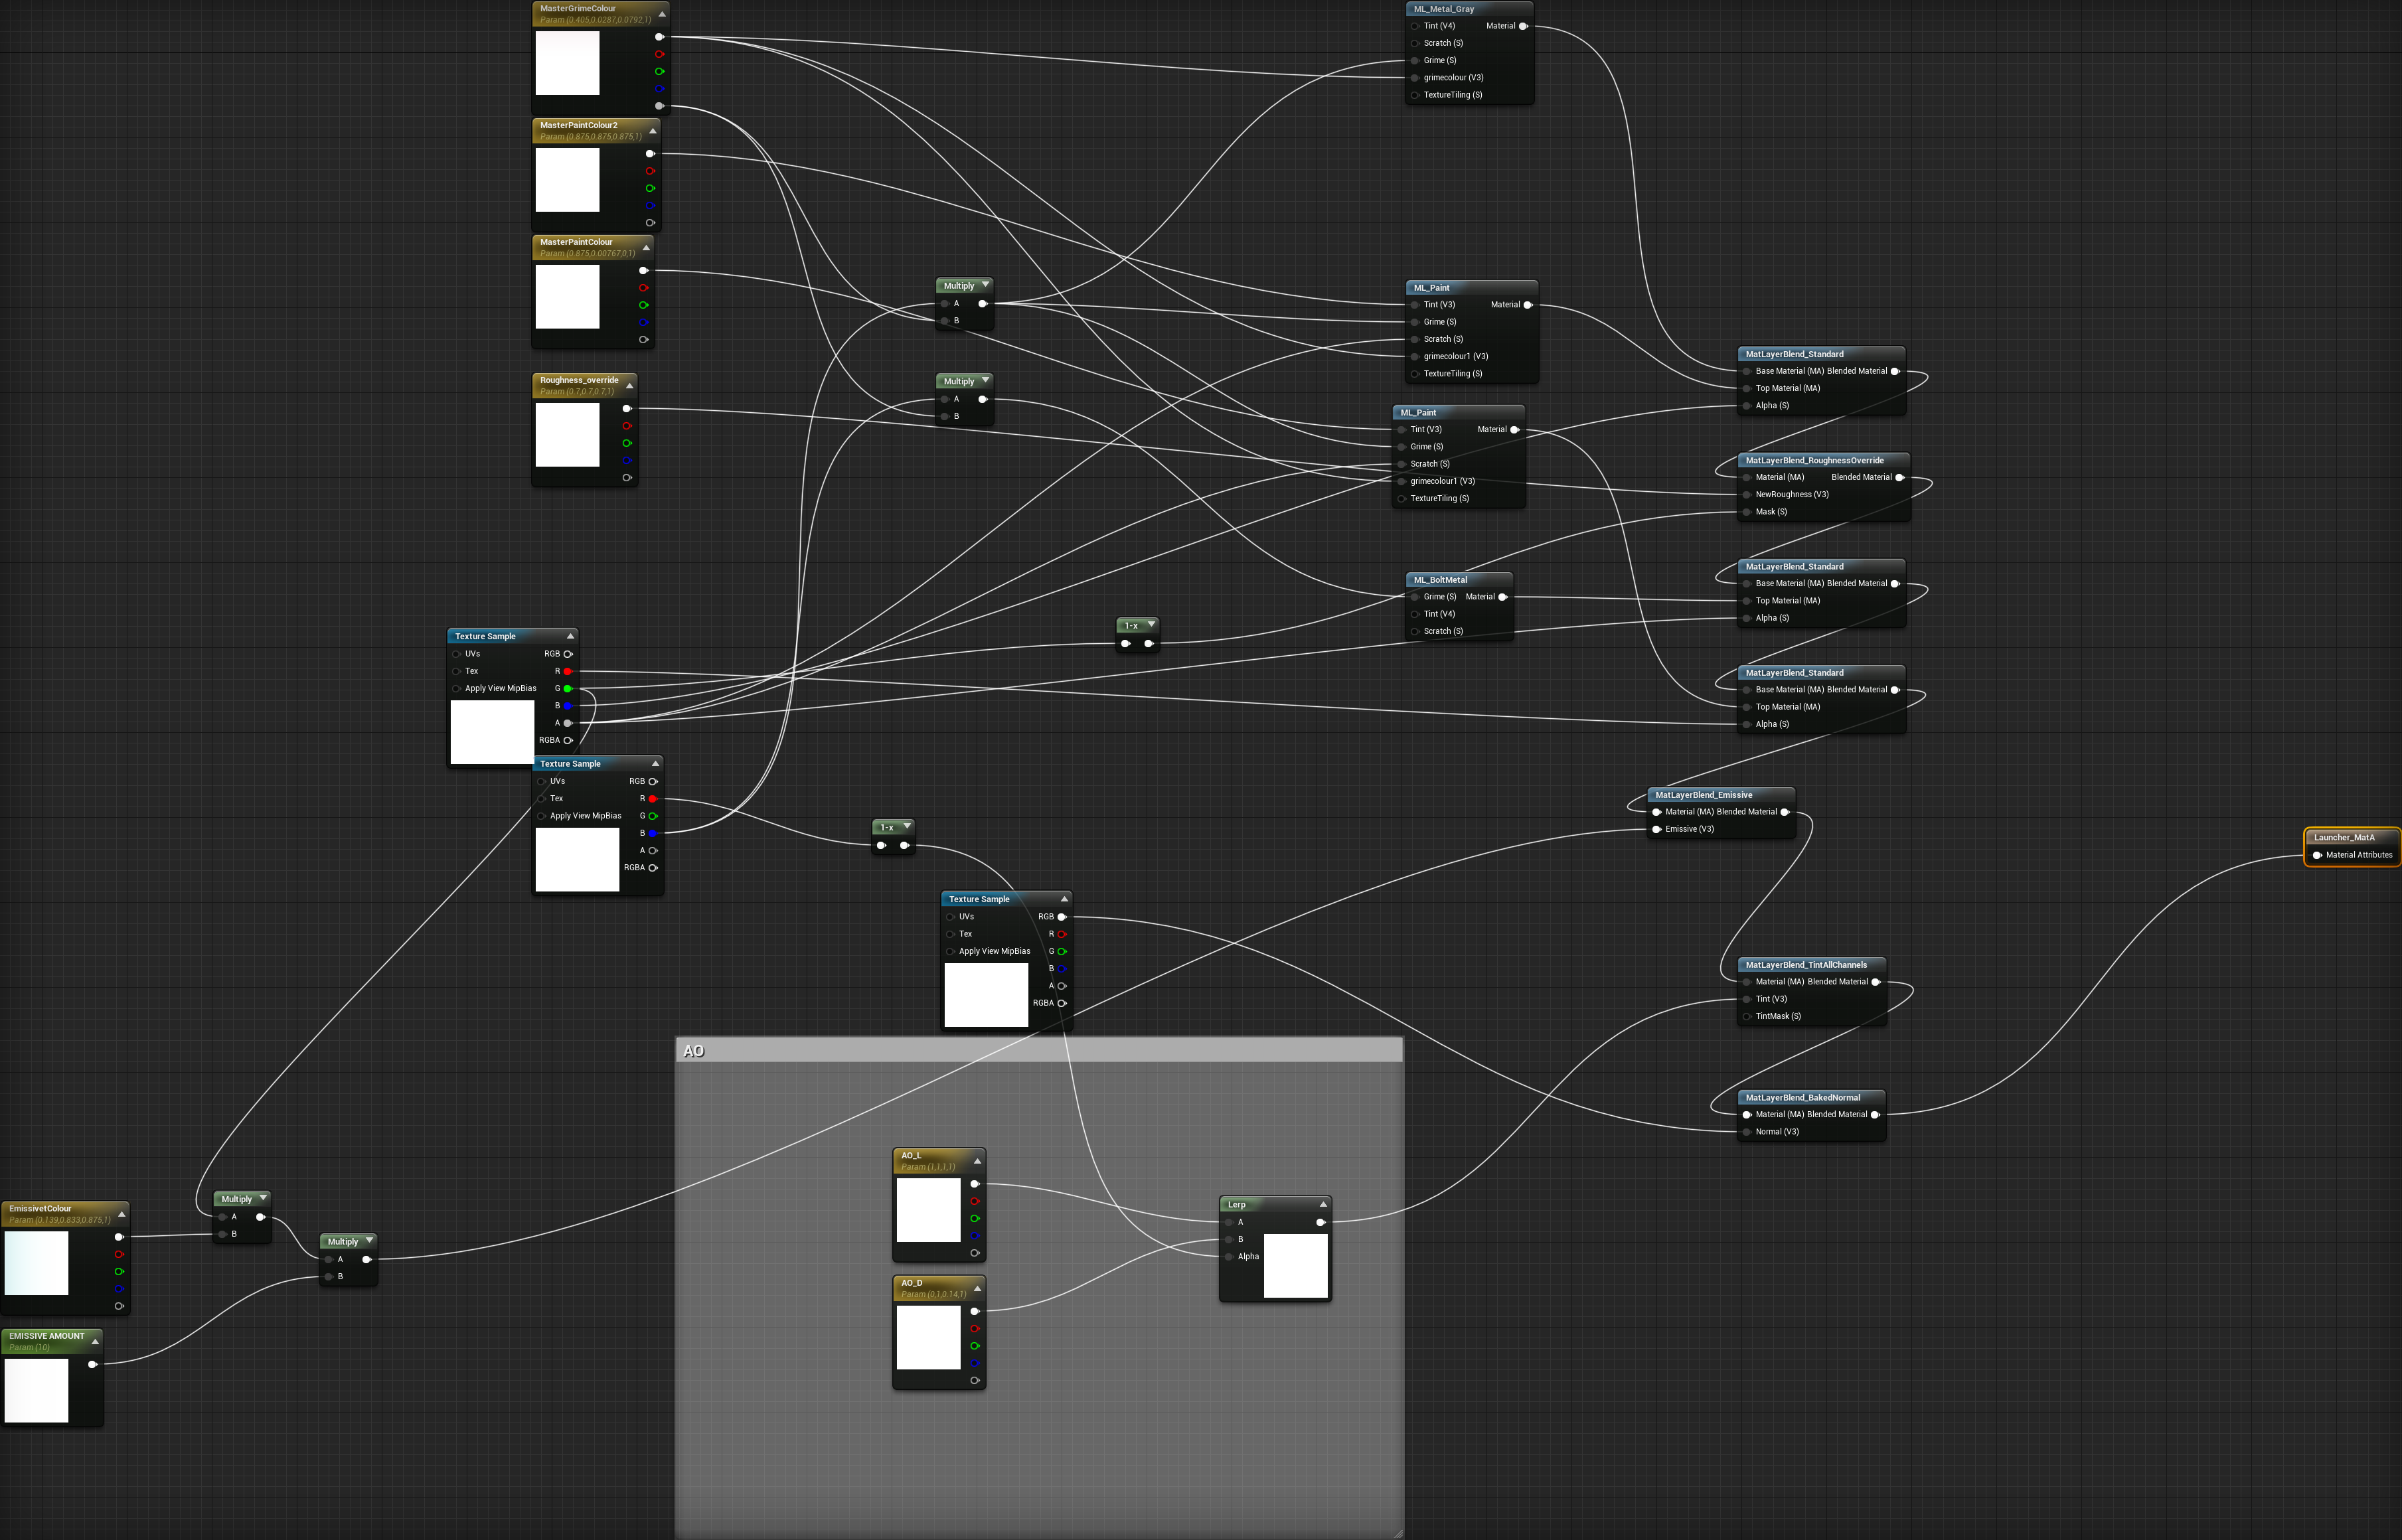 MasterGrimeColour
Param (0.405,0.0287,0.0792,1)
MasterPaintColour2
Param (0.875,0.875,0.875,1)
MasterPaintColour
Param (0.875,0.00767,0,1)
Roughness_override
Param (0.7,0.7,0.7,1)
Multiply
A
B
Multiply
A
B
ML_Metal_Gray
Tint (V4) Material
Scratch (S)
Grime (S)
grimecolour (V3)
TextureTiling (S)
ML_Paint
Tint (V3) Material
Grime (S)
Scratch (S)
grimecolour1 (V3)
TextureTiling (S)
ML_Paint
Tint (V3) Material
Grime (S)
Scratch (S)
grimecolour1 (V3)
TextureTiling (S)
ML_BoltMetal
Grime (S) Material
Tint (V4)
Scratch (S)
1-x
MatLayerBlend_Standard
Base Material (MA) Blended Material
Top Material (MA)
Alpha (S)
MatLayerBlend_RoughnessOverride
Material (MA) Blended Material
NewRoughness (V3)
Mask (S)
MatLayerBlend_Standard
Base Material (MA) Blended Material
Top Material (MA)
Alpha (S)
MatLayerBlend_Standard
Base Material (MA) Blended Material
Top Material (MA)
Alpha (S)
Texture Sample
UVs RGB
Tex R
Apply View MipBias G
B
A
RGBA
Texture Sample
UVs RGB
Tex R
Apply View MipBias G
B
A
RGBA
1-x
Texture Sample
UVs RGB
Tex R
Apply View MipBias G
B
A
RGBA
MatLayerBlend_Emissive
Material (MA) Blended Material
Emissive (V3)
Launcher_MatA
Material Attributes
MatLayerBlend_TintAllChannels
Material (MA) Blended Material
Tint (V3)
TintMask (S)
MatLayerBlend_BakedNormal
Material (MA) Blended Material
Normal (V3)
AO
AO_L
Param (1,1,1,1)
AO_D
Param (0,1,0.14,1)
Lerp
A
B
Alpha
EmissivetColour
Param (0.139,0.833,0.875,1)
Multiply
A
B
Multiply
A
B
EMISSIVE AMOUNT
Param (10)